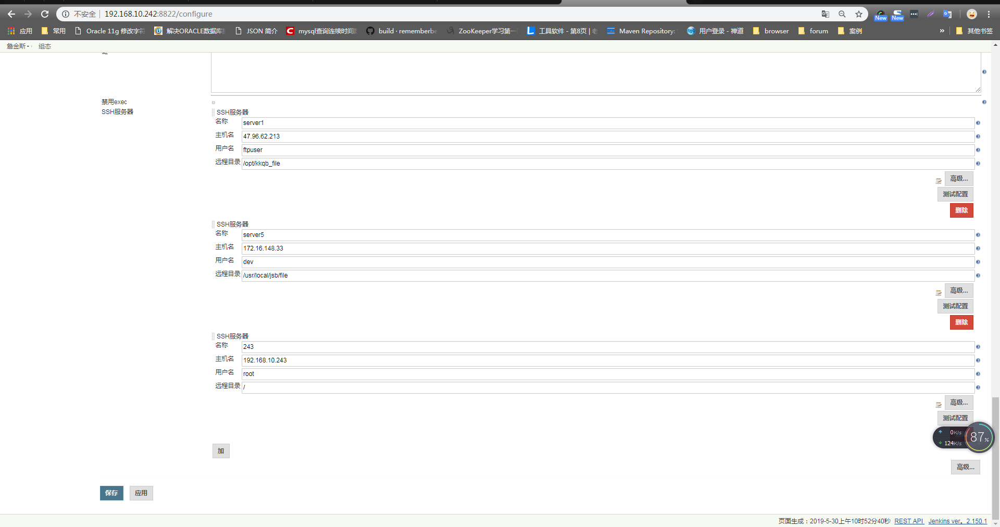 不安全 192.168.10.242:8822/configure
New New
应用 常用 Oracle 11g 修改字符 解决ORACLE数据库 JSON 简介 mysql查询连续时间 build · rememberbe ZooKeeper学习第一 工具软件 - 第8页 | 老 Maven Repository: 用户登录 - 禅道 browser forum 案例 » 其他书签
詹金斯 组态
禁用exec
SSH服务器
SSH服务器
名称 server1
主机名 47.96.62.213
用户名 ftpuser
远程目录 /opt/kkqb_file
高级...
测试配置
删除
SSH服务器
名称 server5
主机名 172.16.148.33
用户名 dev
远程目录 /usr/local/jsb/file
高级...
测试配置
删除
SSH服务器
名称 243
主机名 192.168.10.243
用户名 root
远程目录 /
高级...
测试配置
0K/s
124K/s
87%
加
高级...
保存 应用
页面生成：2019-5-30上午10时52分40秒 REST API Jenkins ver。2.150.1